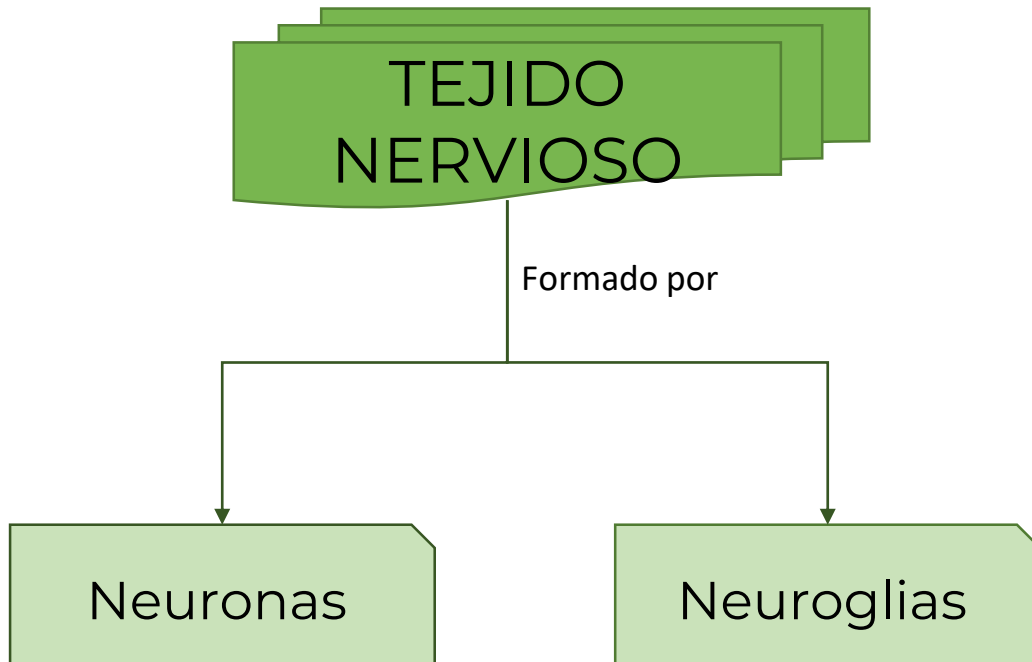 TEJIDO
NERVIOSO
Formado por
Neuronas
Neuroglias